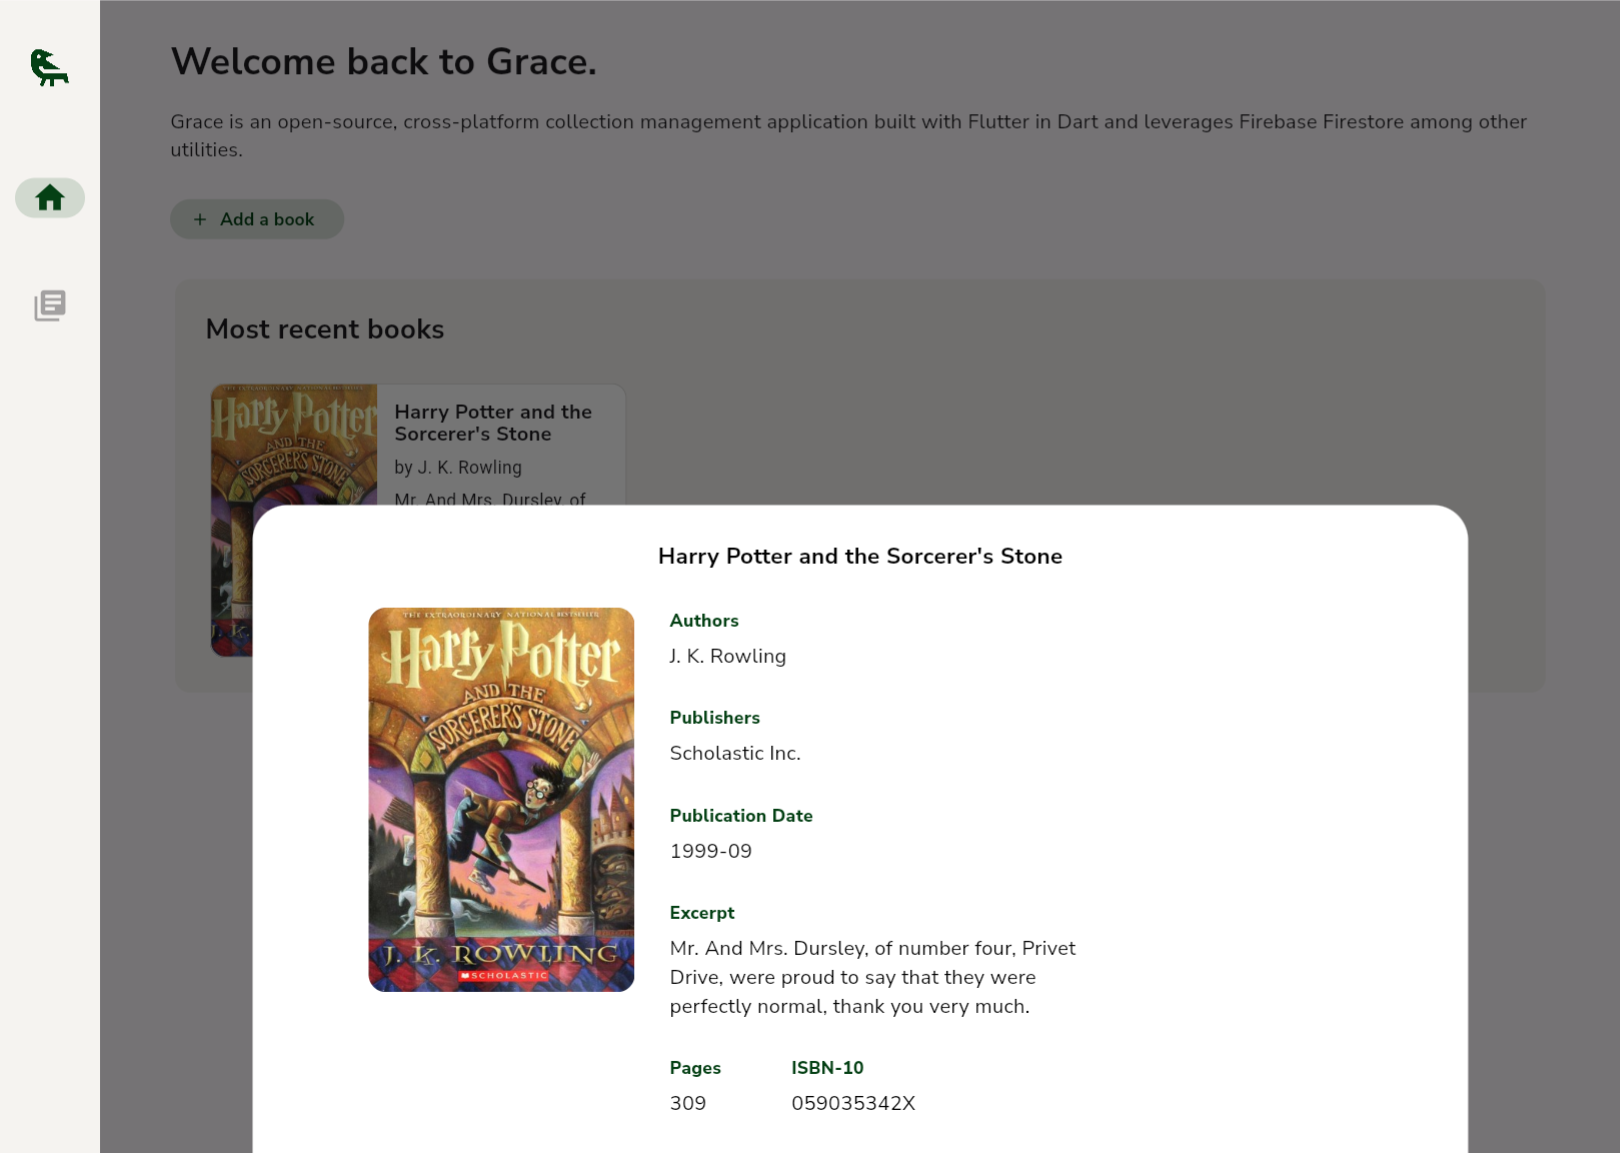 Welcome back to Grace.
Grace is an open-source, cross-platform collection management application built with Flutter in Dart and leverages Firebase Firestore among other
utilities.
+ Add a book
Most recent books
Harry Potter
AND THE
SORCERER'S STONE
Harry Potter and the
Sorcerer's Stone
by J. K. Rowling
Mr. And Mrs. Dursley, of
J. K.
Harry Potter and the Sorcerer's Stone
THE EXTRAORDINARY NATIONAL BESTSELLER
Harry Potter
AND THE
SORCERER'S STONE
J. K. ROWLING
SCHOLASTIC
Authors
J. K. Rowling
Publishers
Scholastic Inc.
Publication Date
1999-09
Excerpt
Mr. And Mrs. Dursley, of number four, Privet
Drive, were proud to say that they were
perfectly normal, thank you very much.
Pages
309
ISBN-10
059035342X